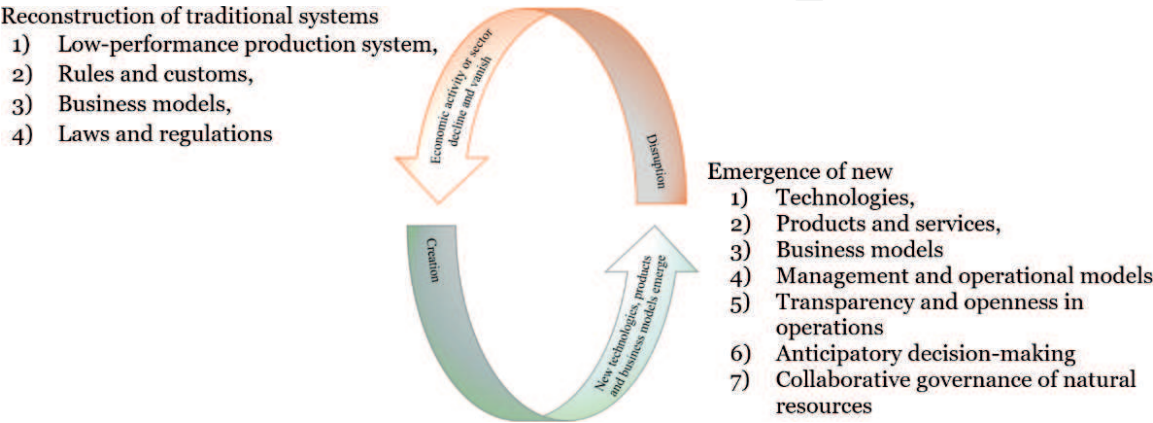 Reconstruction of traditional systems
1) Low-performance production system,
2) Rules and customs,
3) Business models,
4) Laws and regulations
Economic activity or sector
decline and vanish
Disruption
Creation
New technologies, products
and business models emerge
Emergence of new
1) Technologies,
2) Products and services,
3) Business models
4) Management and operational models
5) Transparency and openness in
operations
6) Anticipatory decision-making
7) Collaborative governance of natural
resources